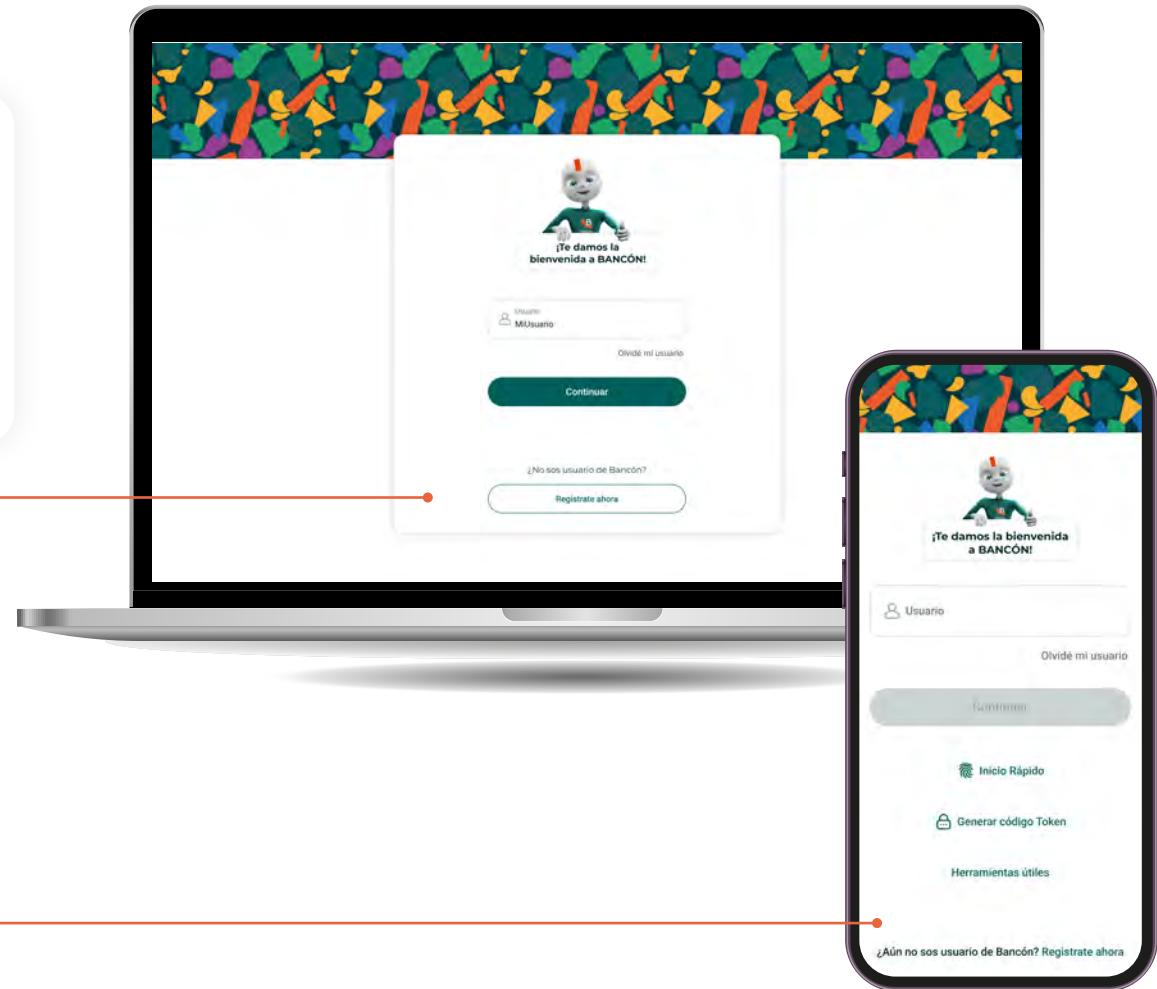 ¡Te damos la
bienvenida a BANCÓN!
Usuario
MiUsuario
Olvidé mi usuario
Continuar
¿No sos usuario de Bancón?
Registrate ahora
¡Te damos la bienvenida
a BANCÓN!
Usuario
Olvidé mi usuario
Continuar
Inicio Rápido
Generar código Token
Herramientas útiles
¿Aún no sos usuario de Bancón? Registrate ahora